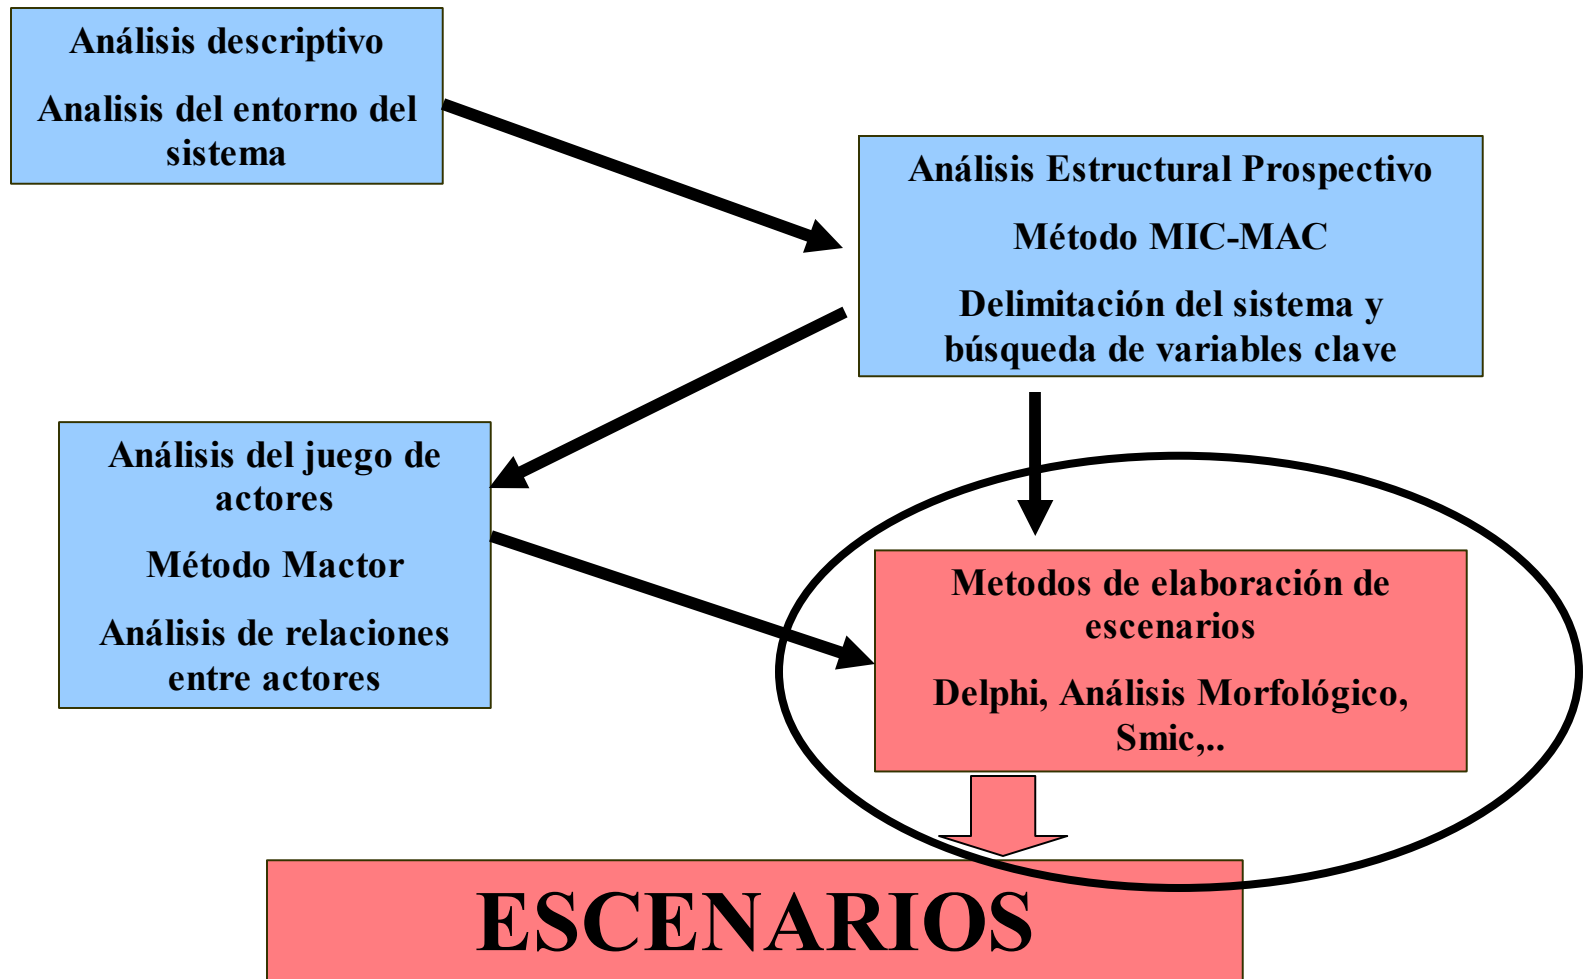 Análisis descriptivo
Analisis del entorno del
sistema
Análisis Estructural Prospectivo
Método MIC-MAC
Delimitación del sistema y
búsqueda de variables clave
Análisis del juego de
actores
Método Mactor
Análisis de relaciones
entre actores
Metodos de elaboración de
escenarios
Delphi, Análisis Morfológico,
Smic,..
ESCENARIOS